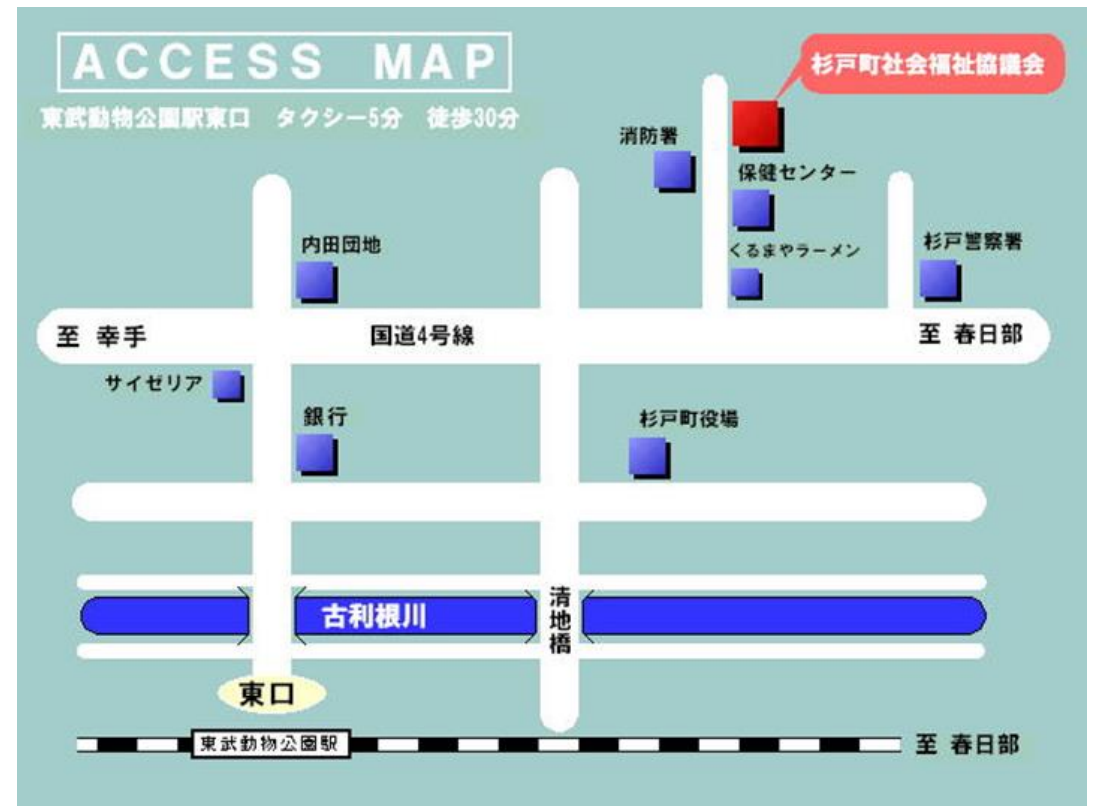 ACCESS MAP
東武動物公園駅東口 タクシー5分 徒歩30分
杉戸町社会福祉協議会
消防署
保健センター
内田団地
くるまやラーメン
杉戸警察署
至 幸手
国道4号線
至 春日部
サイゼリア
銀行
杉戸町役場
古利根川
清地橋
東口
東武動物公園駅
至 春日部